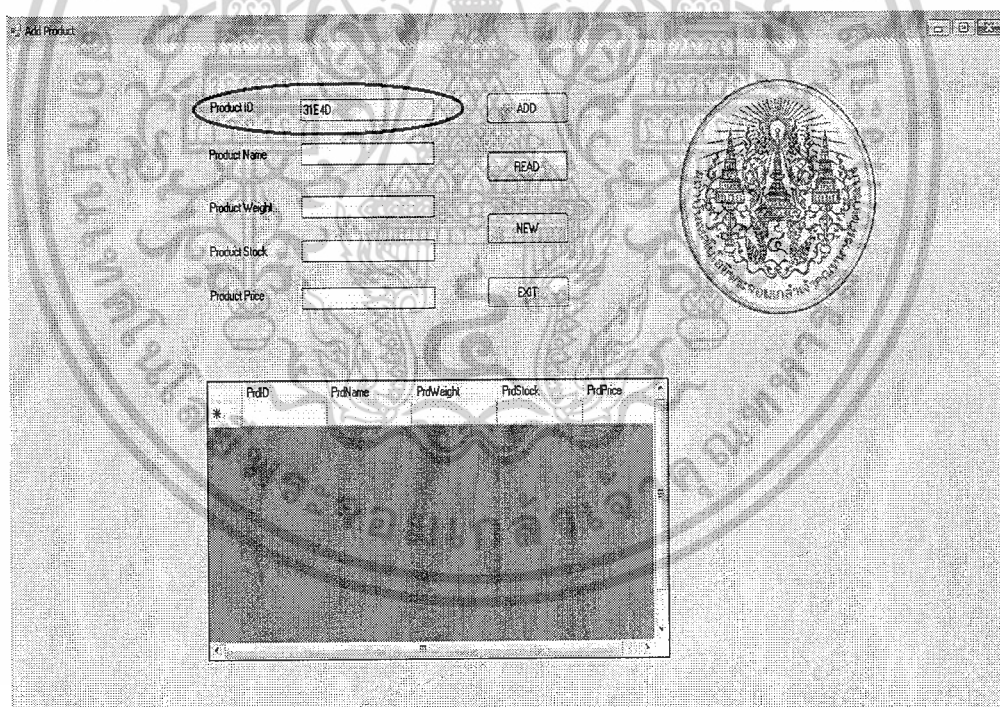 Add Product
Product ID 31E4D ADD
Product Name READ
Product Weight NEW
Product Stock
Product Price EXIT
PrdID PrdName PrdWeight PrdStock PrdPrice
*